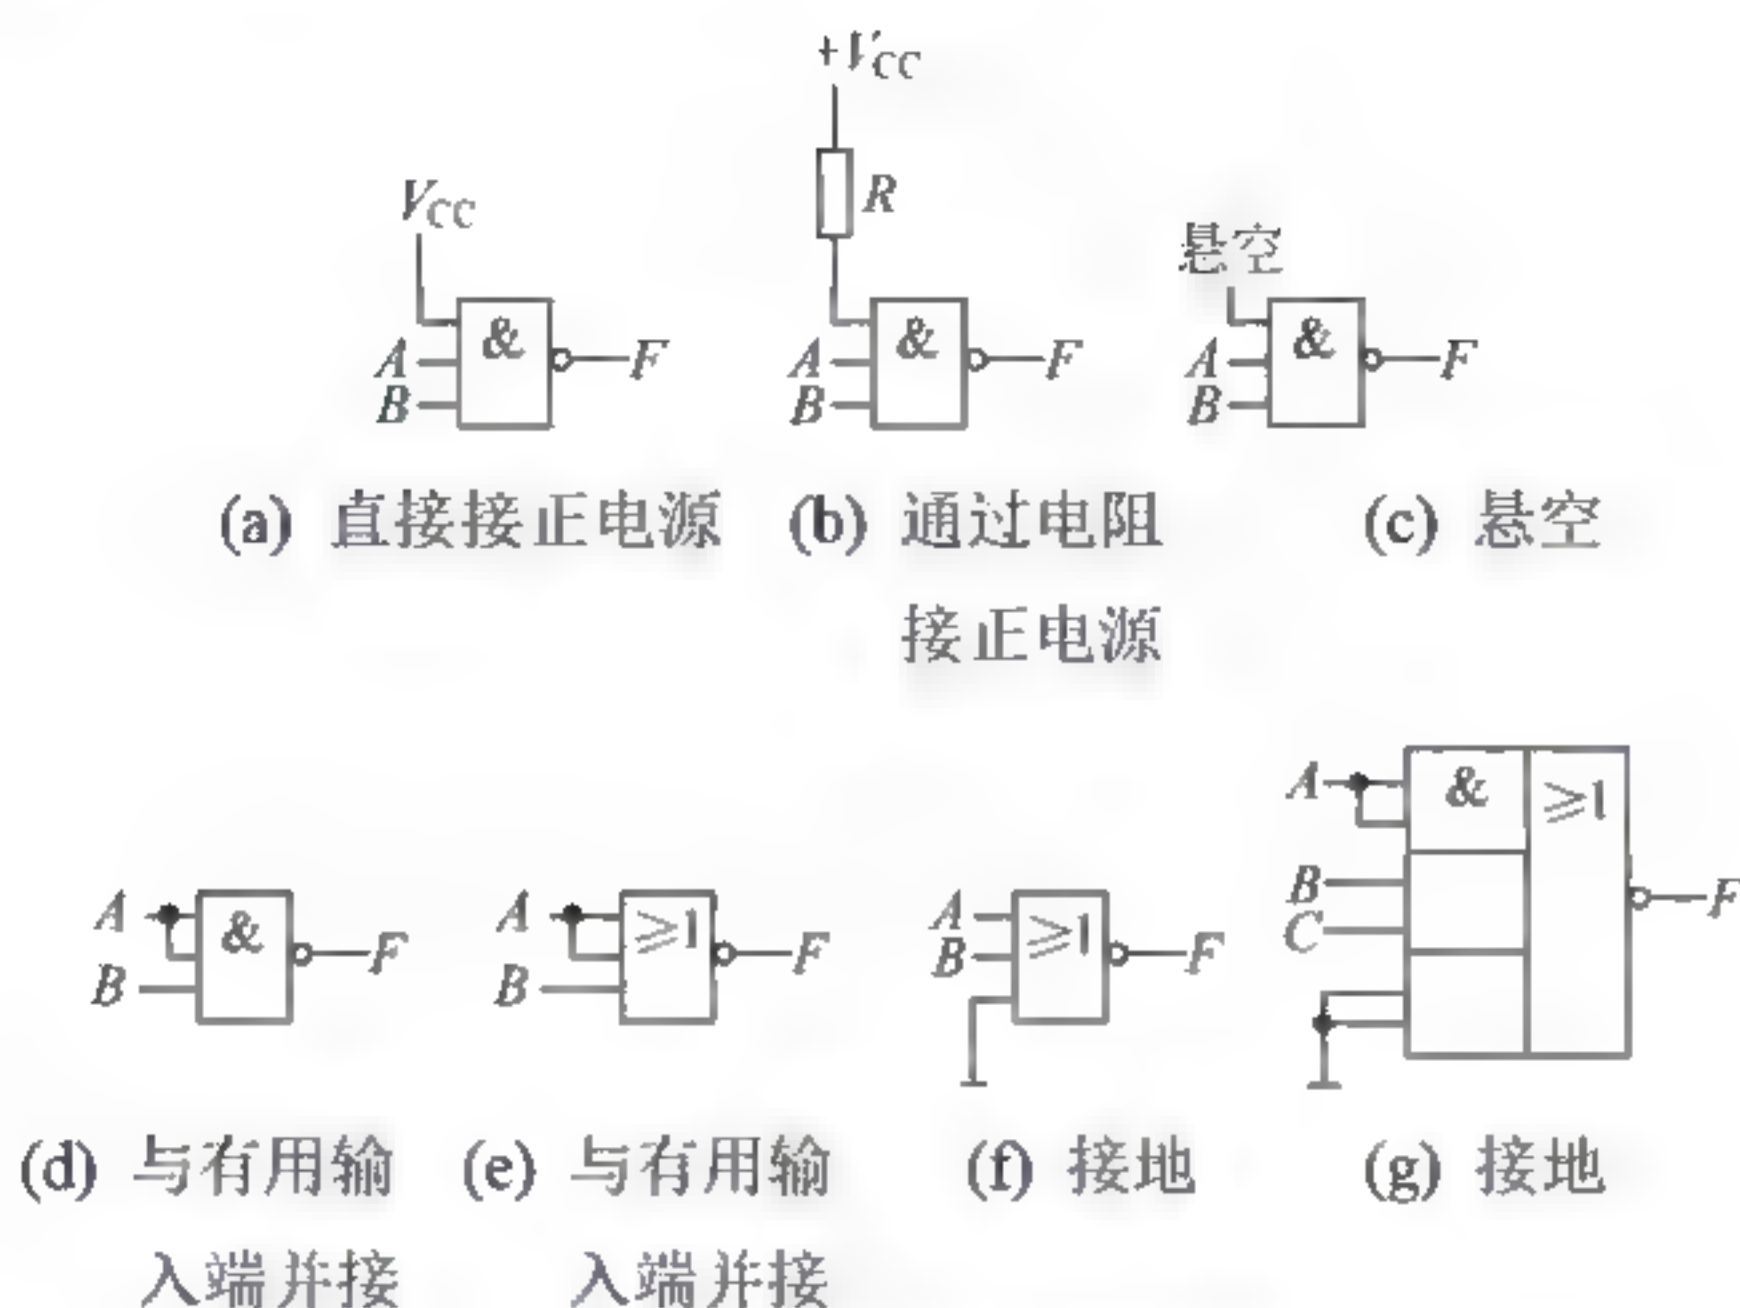 +VCC
R
VCC
悬空
& & &
A F A F A F
B B B
(a) 直接接正电源 (b) 通过电阻 (c) 悬空
接正电源
A & ≥1
A & F A ≥1 F A ≥1 F B F
B B B C
(d) 与有用输 (e) 与有用输 (f) 接地 (g) 接地
入端并接 入端并接